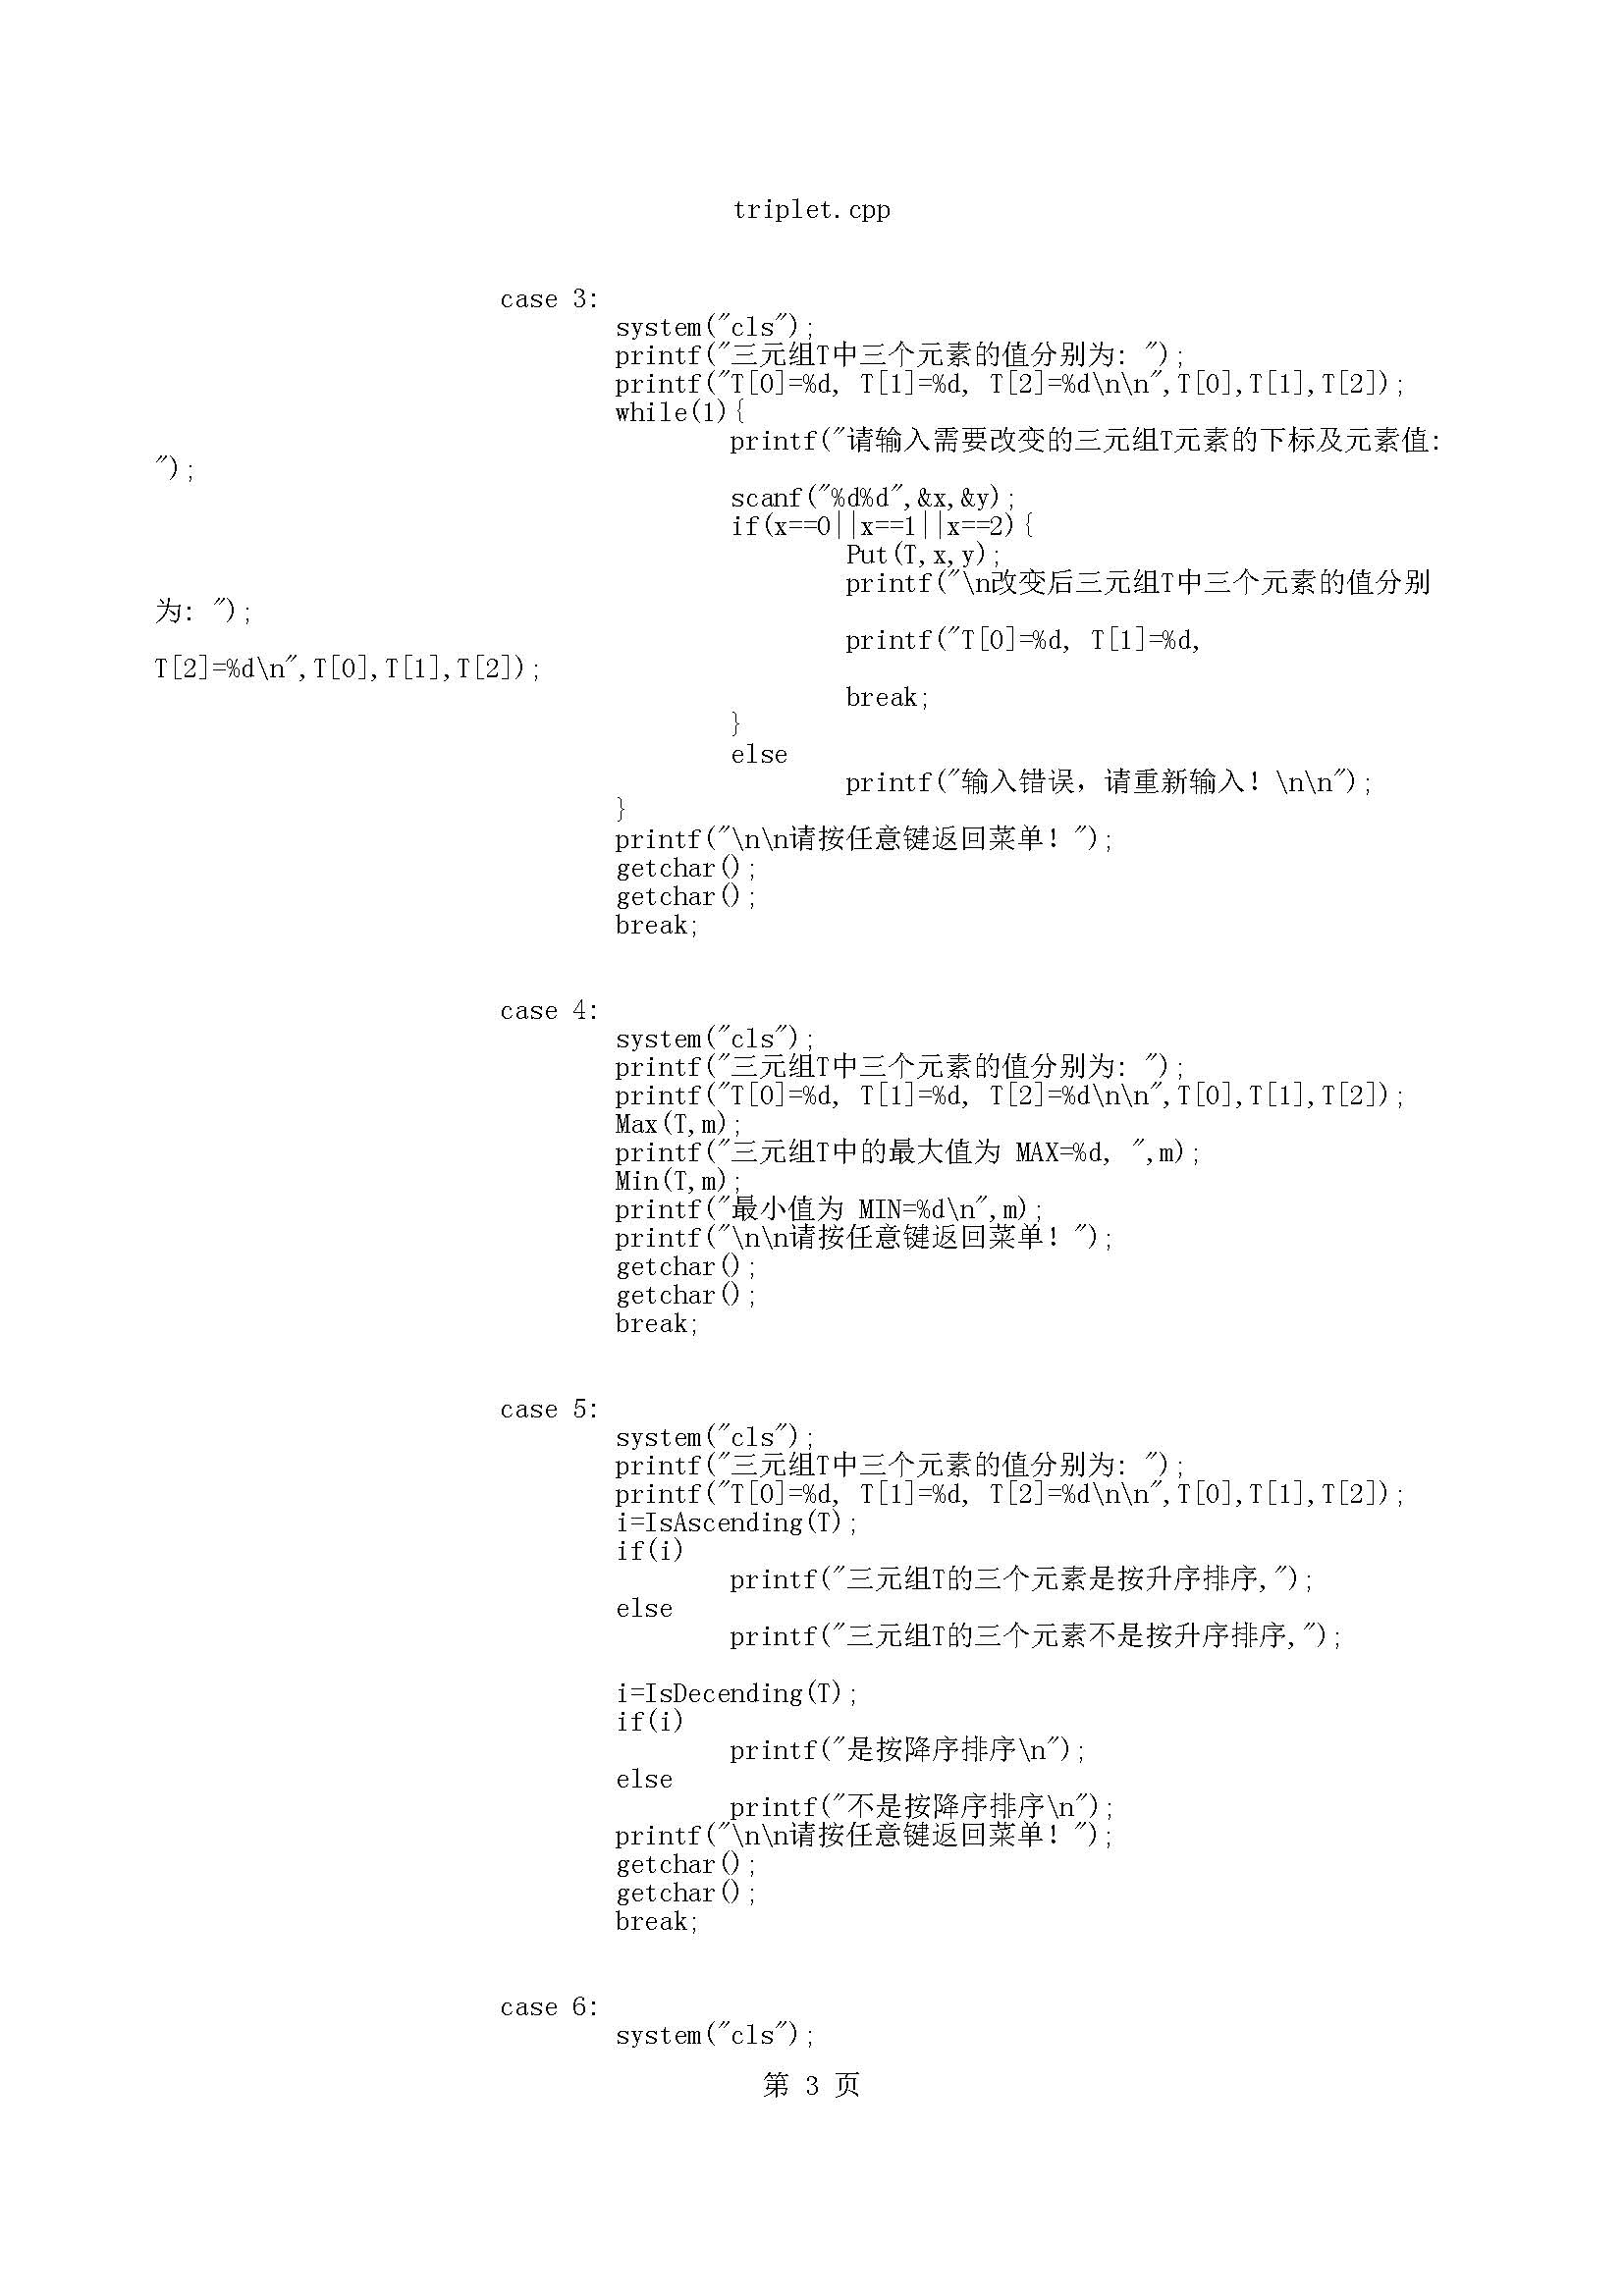 triplet.cpp
case 3:
system("cls");
printf("三元组T中三个元素的值分别为: ");
printf("T[0]=%d, T[1]=%d, T[2]=%d\n\n",T[0],T[1],T[2]);
while(1){
printf("请输入需要改变的三元组T元素的下标及元素值:
");
scanf("%d%d",&x,&y);
if(x==0||x==1||x==2){
Put(T,x,y);
printf("\n改变后三元组T中三个元素的值分别
为: ");
printf("T[0]=%d, T[1]=%d,
T[2]=%d\n",T[0],T[1],T[2]);
break;
}
else
printf("输入错误，请重新输入！\n\n");
}
printf("\n\n请按任意键返回菜单！");
getchar();
getchar();
break;
case 4:
system("cls");
printf("三元组T中三个元素的值分别为: ");
printf("T[0]=%d, T[1]=%d, T[2]=%d\n\n",T[0],T[1],T[2]);
Max(T,m);
printf("三元组T中的最大值为 MAX=%d, ",m);
Min(T,m);
printf("最小值为 MIN=%d\n",m);
printf("\n\n请按任意键返回菜单！");
getchar();
getchar();
break;
case 5:
system("cls");
printf("三元组T中三个元素的值分别为: ");
printf("T[0]=%d, T[1]=%d, T[2]=%d\n\n",T[0],T[1],T[2]);
i=IsAscending(T);
if(i)
printf("三元组T的三个元素是按升序排序,");
else
printf("三元组T的三个元素不是按升序排序,");
i=IsDecending(T);
if(i)
printf("是按降序排序\n");
else
printf("不是按降序排序\n");
printf("\n\n请按任意键返回菜单！");
getchar();
getchar();
break;
case 6:
system("cls");
第 3 页